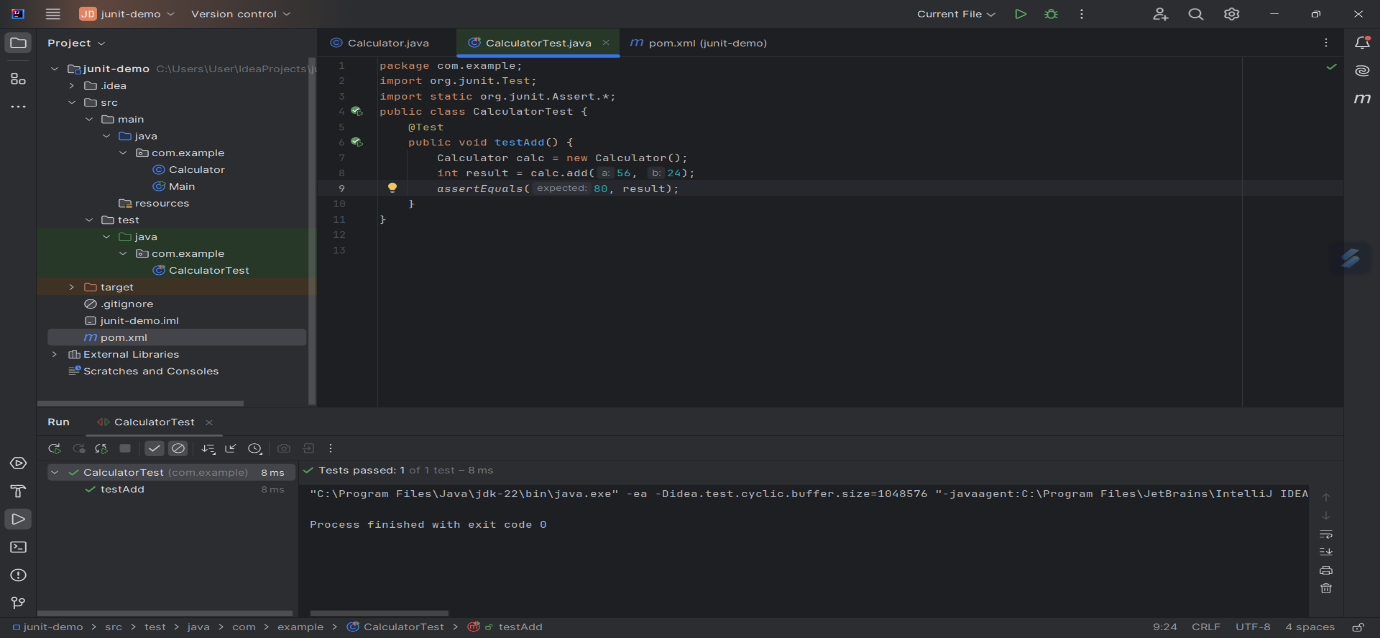 JD junit-demo Version control Current File
Project
Calculator.java CalculatorTest.java pom.xml (junit-demo)
junit-demo C:\Users\User\IdeaProjects\
.idea
src
main
java
com.example
Calculator
Main
resources
test
java
com.example
CalculatorTest
target
.gitignore
junit-demo.iml
pom.xml
External Libraries
Scratches and Consoles
1 package com.example;
2 import org.junit.Test;
3 import static org.junit.Assert.*;
4 public class CalculatorTest {
5 @Test
6 public void testAdd() {
7 Calculator calc = new Calculator();
8 int result = calc.add( a: 56, b: 24);
9 assertEquals( expected: 80, result);
10 }
11 }
12
13
Run CalculatorTest
CalculatorTest (com.example) 8 ms
testAdd 8 ms
Tests passed: 1 of 1 test – 8 ms
"C:\Program Files\Java\jdk-22\bin\java.exe" -ea -Didea.test.cyclic.buffer.size=1048576 "-javaagent:C:\Program Files\JetBrains\IntelliJ IDEA
Process finished with exit code 0
junit-demo > src > test > java > com > example > CalculatorTest > testAdd 9:24 CRLF UTF-8 4 spaces